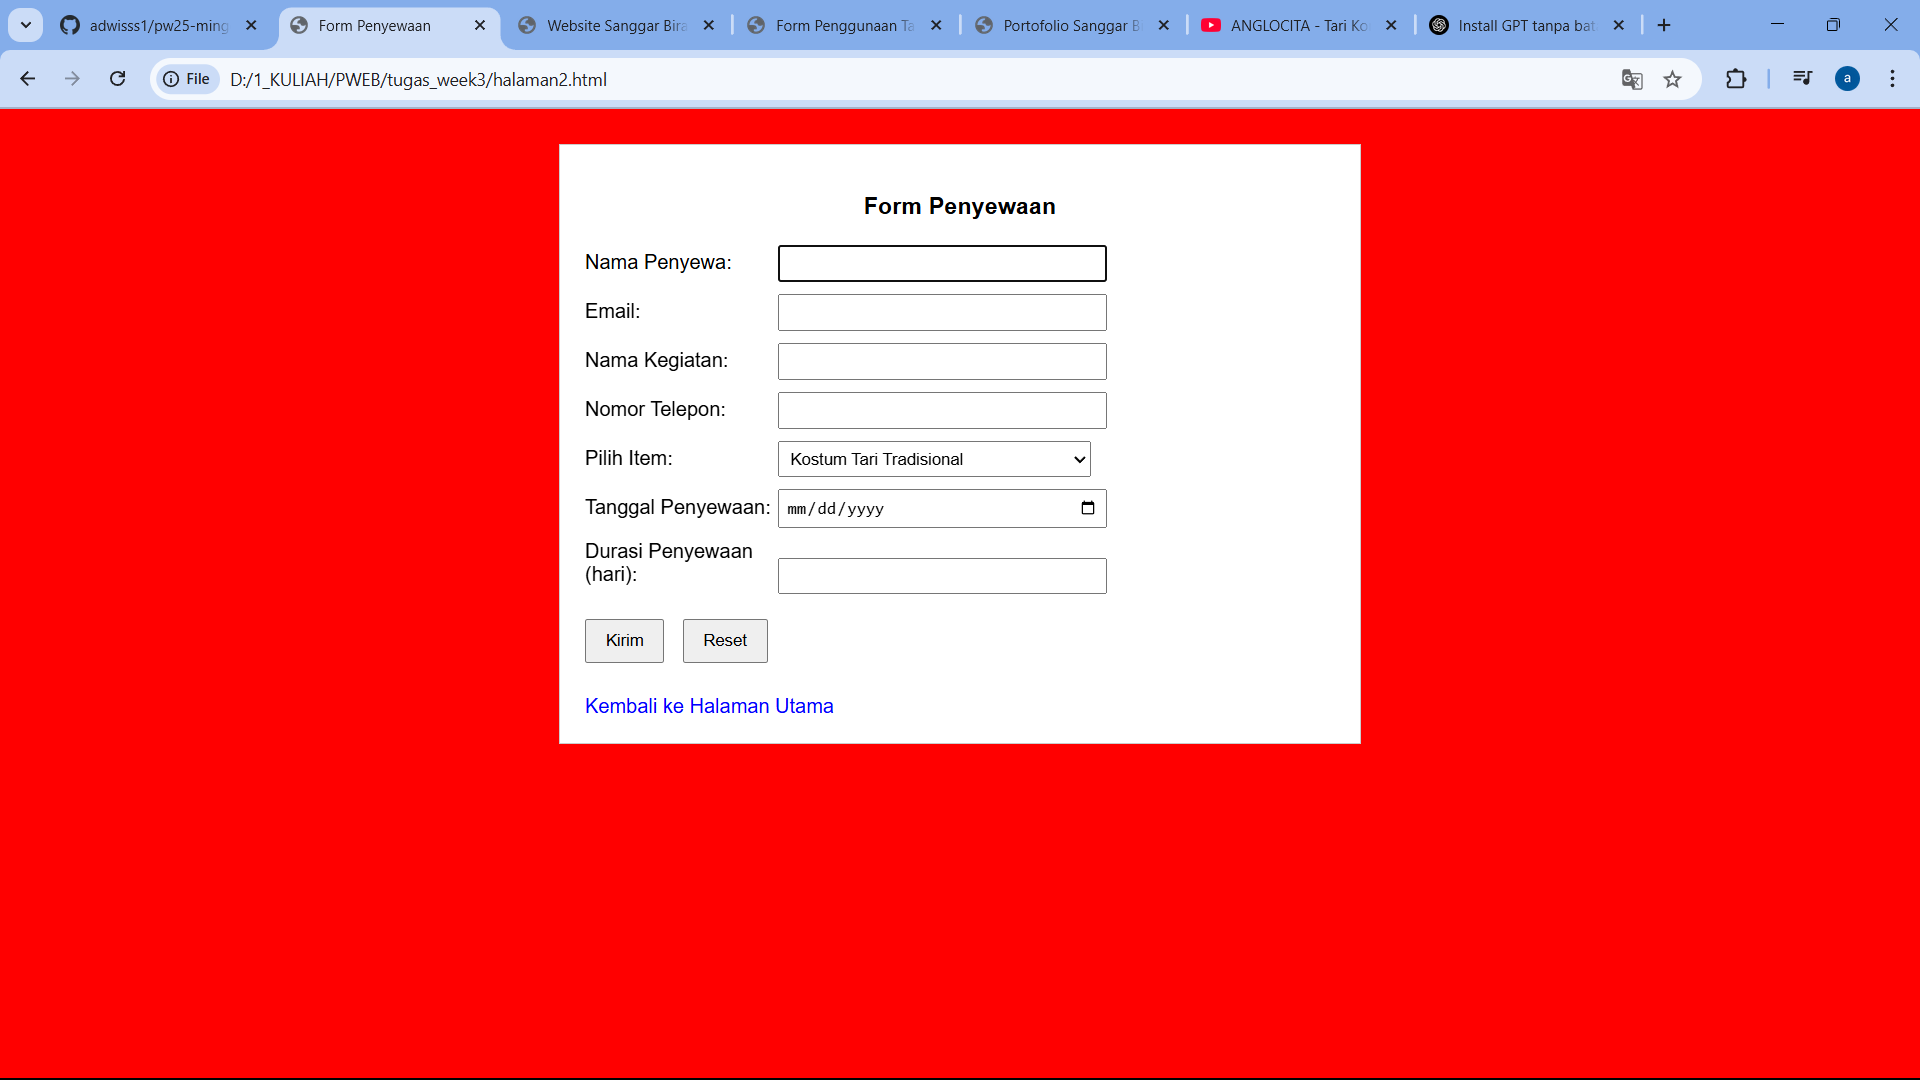 adwisss1/pw25-ming
Form Penyewaan
Website Sanggar Bira
Form Penggunaan Ta
Portofolio Sanggar B
ANGLOCITA - Tari Ko
Install GPT tanpa bat
File
D:/1_KULIAH/PWEB/tugas_week3/halaman2.html
a
Form Penyewaan
Nama Penyewa:
Email:
Nama Kegiatan:
Nomor Telepon:
Pilih Item: Kostum Tari Tradisional
Tanggal Penyewaan: mm/dd/yyyy
Durasi Penyewaan
(hari):
Kirim Reset
Kembali ke Halaman Utama